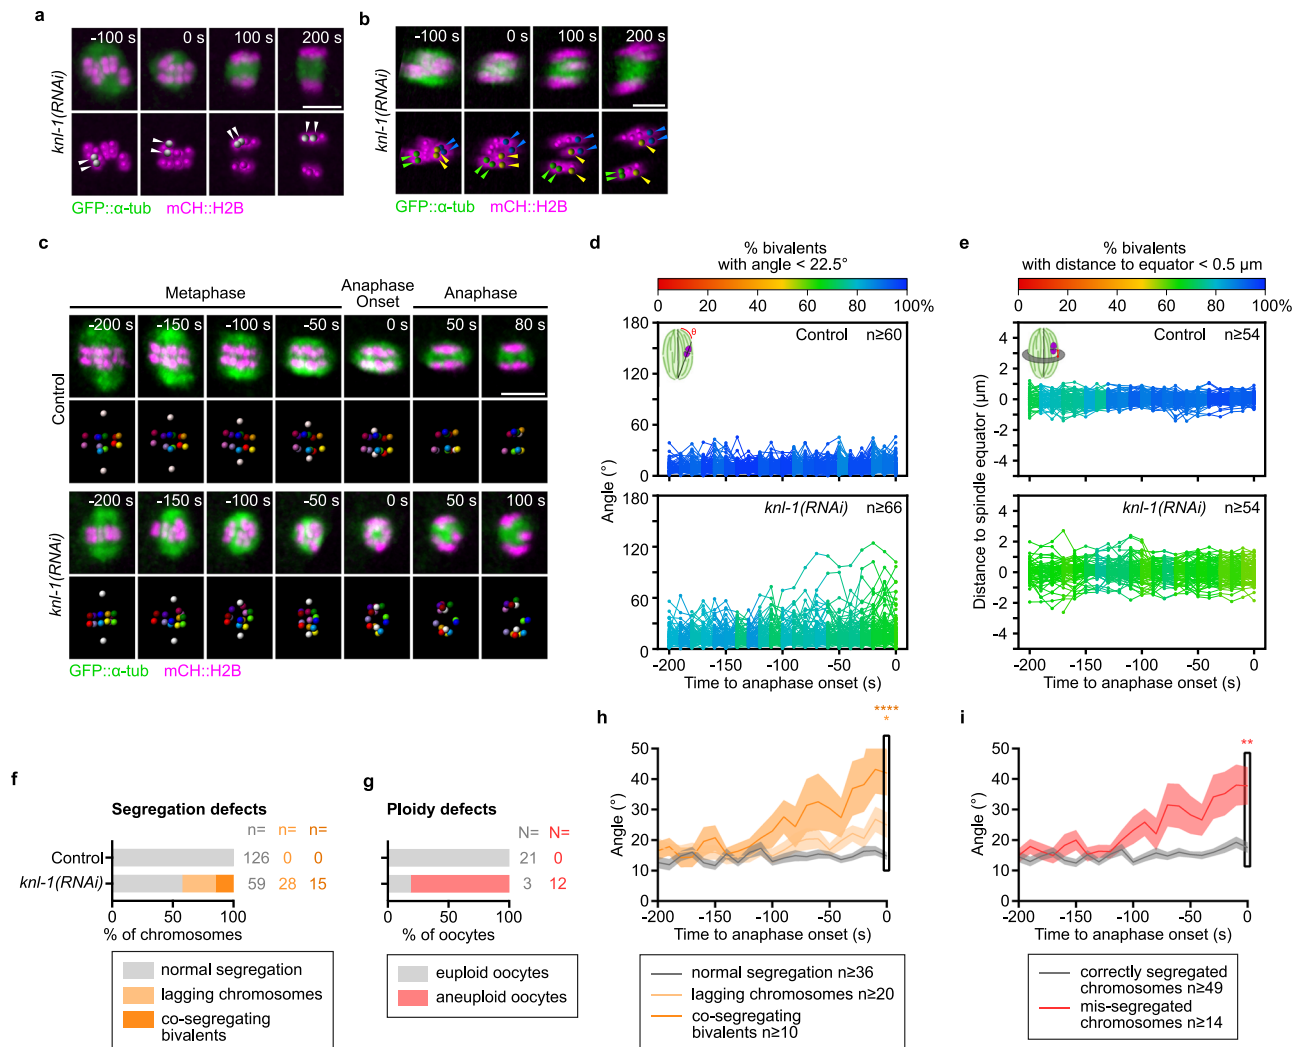 a
-100 s 0 s 100 s 200 s
knl-1(RNAi)
GFP::α-tub mCH::H2B
b
-100 s 0 s 100 s 200 s
knl-1(RNAi)
GFP::α-tub mCH::H2B
c
Metaphase Anaphase Onset Anaphase
-200 s -150 s -100 s -50 s 0 s 50 s 80 s
Control
-200 s -150 s -100 s -50 s 0 s 50 s 100 s
knl-1(RNAi)
GFP::α-tub mCH::H2B
d
% bivalents
with angle < 22.5°
0 20 40 60 80 100%
180
120
60
0
Control n≥60
θ
Angle (°)
180
120
60
0
knl-1(RNAi) n≥66
-200 -150 -100 -50 0
Time to anaphase onset (s)
e
% bivalents
with distance to equator < 0.5 µm
0 20 40 60 80 100%
4
2
0
-2
-4
Control n≥54
Distance to spindle equator (µm)
4
2
0
-2
-4
knl-1(RNAi) n≥54
-200 -150 -100 -50 0
Time to anaphase onset (s)
f
Segregation defects
n= n= n=
Control 126 0 0
knl-1(RNAi) 59 28 15
0 50 100
% of chromosomes
normal segregation
lagging chromosomes
co-segregating
bivalents
g
Ploidy defects
N= N=
21 0
3 12
0 50 100
% of oocytes
euploid oocytes
aneuploid oocytes
h
****
*
50
40
30
20
10
0
Angle (°)
-200 -150 -100 -50 0
Time to anaphase onset (s)
normal segregation n≥36
lagging chromosomes n≥20
co-segregating
bivalents n≥10
i
**
50
40
30
20
10
0
Angle (°)
-200 -150 -100 -50 0
Time to anaphase onset (s)
correctly segregated
chromosomes n≥49
mis-segregated
chromosomes n≥14